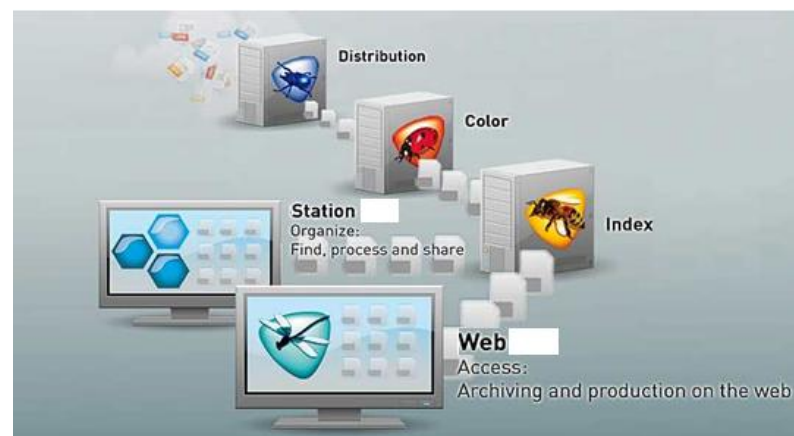 Distribution
Color
Station
Organize:
Find, process and share
Index
Web
Access:
Archiving and production on the web